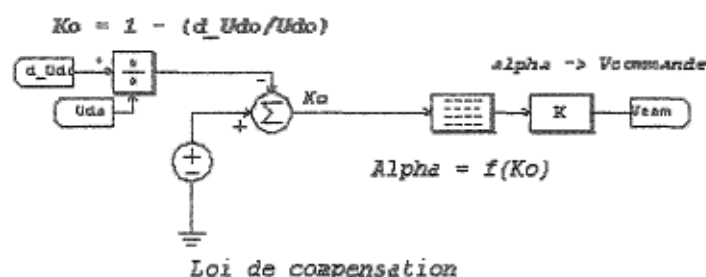 Ko = 1 - (d_Udo/Udo)
alpha -> Vcommande
d_Udo
Udo
Ko
K
Vcom
Alpha = f(Ko)
Loi de compensation